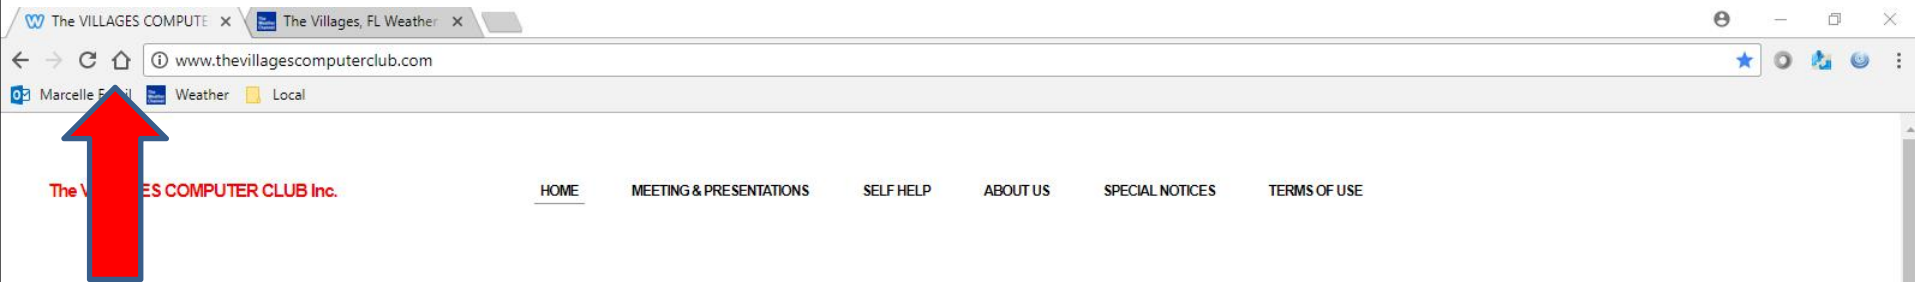 The VILLAGES COMPUTE The Villages, FL Weather
www.thevillagescomputerclub.com
Marcelle Weather Local
The ES COMPUTER CLUB Inc. HOME MEETING & PRESENTATIONS SELF HELP ABOUT US SPECIAL NOTICES TERMS OF USE